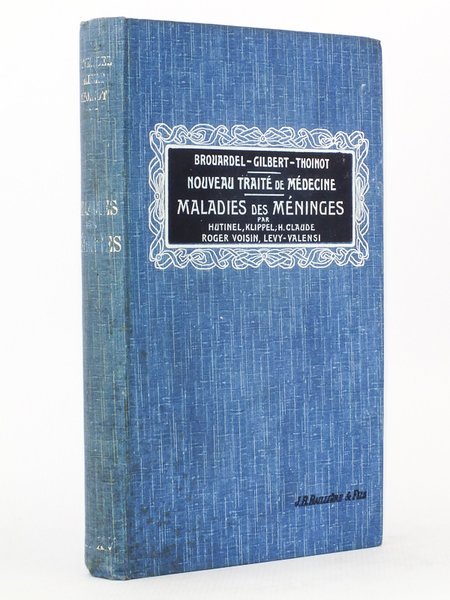 BROUARDEL-GILBERT-THOINOT
NOUVEAU TRAITÉ DE MÉDECINE
MALADIES DES MÉNINGES
PAR
HUTINEL, KLIPPEL, H. CLAUDE
ROGER VOISIN, LEVY-VALENSI
J.B. BAILLIÈRE & FILS